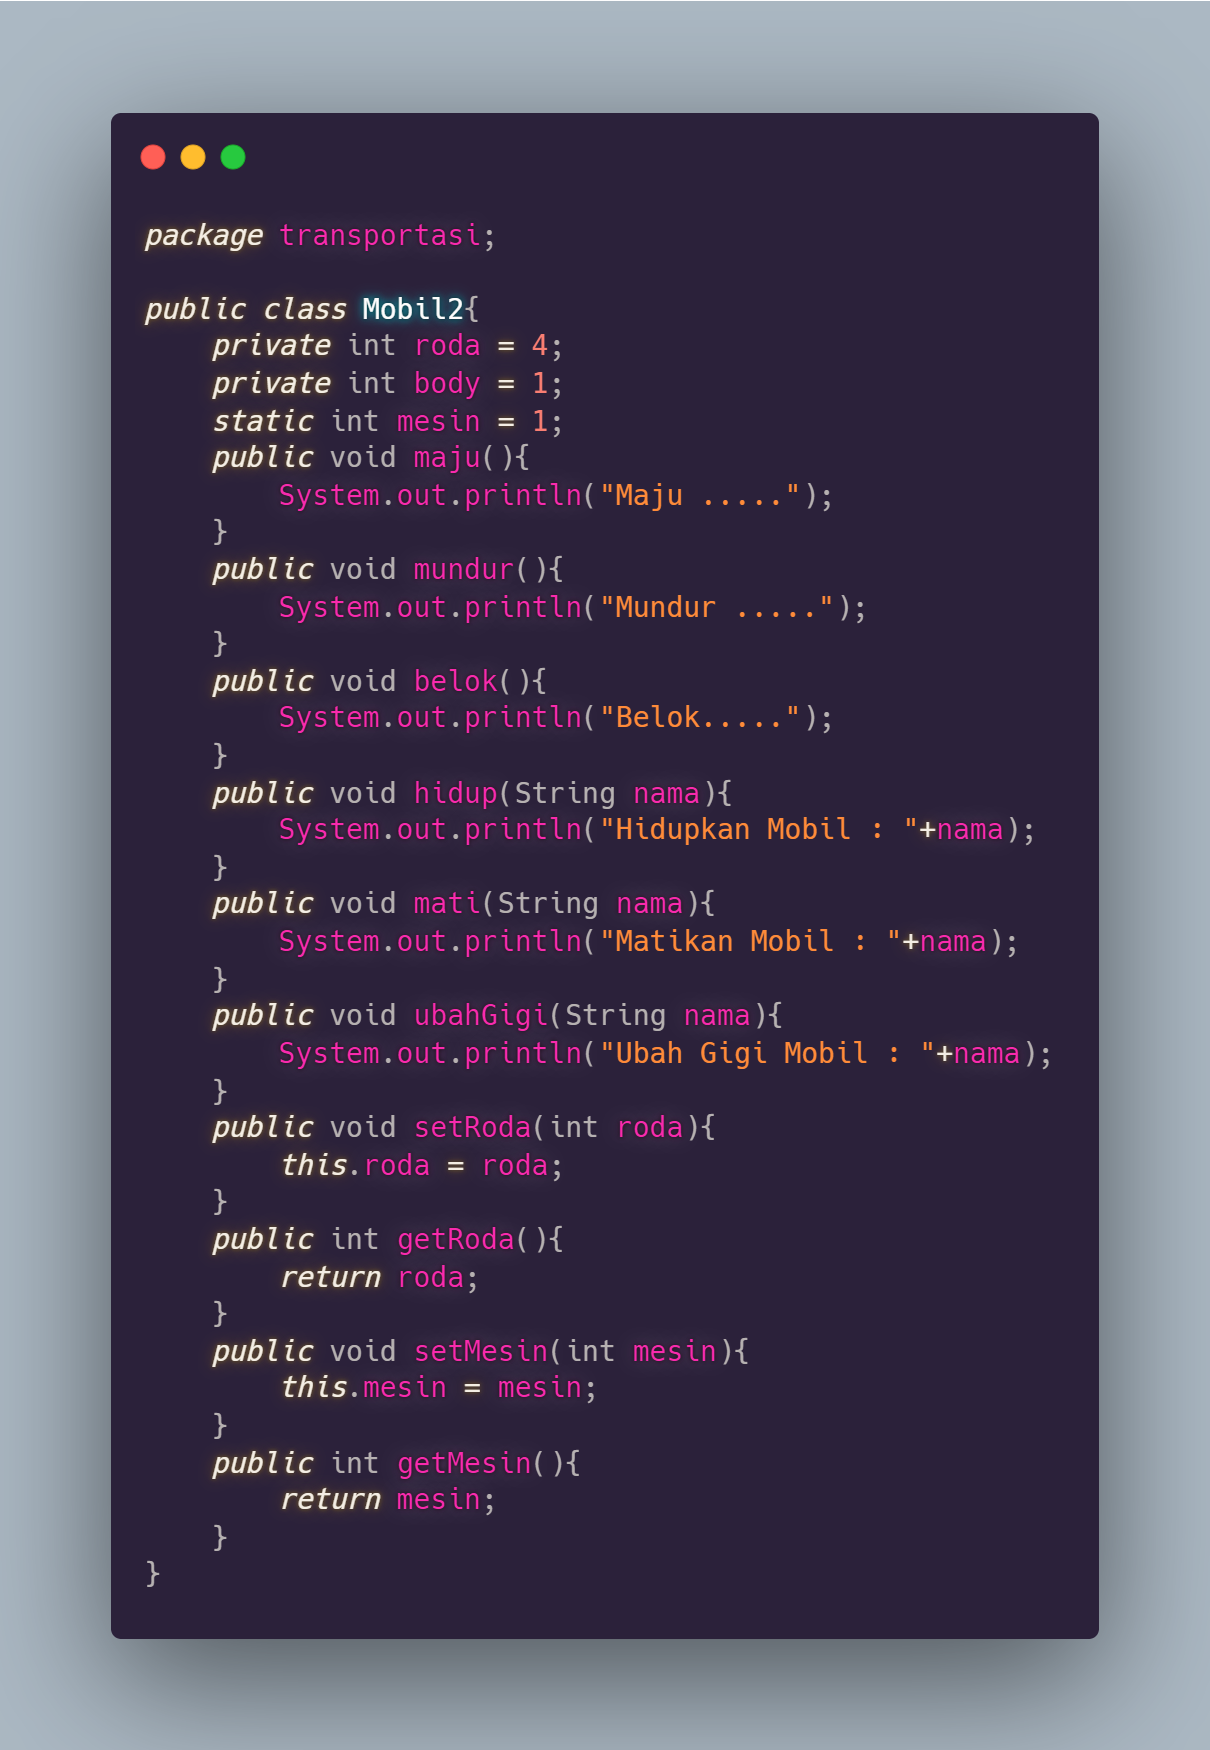 package transportasi;

public class Mobil2{
    private int roda = 4;
    private int body = 1;
    static int mesin = 1;
    public void maju(){
        System.out.println("Maju .....");
    }
    public void mundur(){
        System.out.println("Mundur .....");
    }
    public void belok(){
        System.out.println("Belok.....");
    }
    public void hidup(String nama){
        System.out.println("Hidupkan Mobil : "+nama);
    }
    public void mati(String nama){
        System.out.println("Matikan Mobil : "+nama);
    }
    public void ubahGigi(String nama){
        System.out.println("Ubah Gigi Mobil : "+nama);
    }
    public void setRoda(int roda){
        this.roda = roda;
    }
    public int getRoda(){
        return roda;
    }
    public void setMesin(int mesin){
        this.mesin = mesin;
    }
    public int getMesin(){
        return mesin;
    }
}